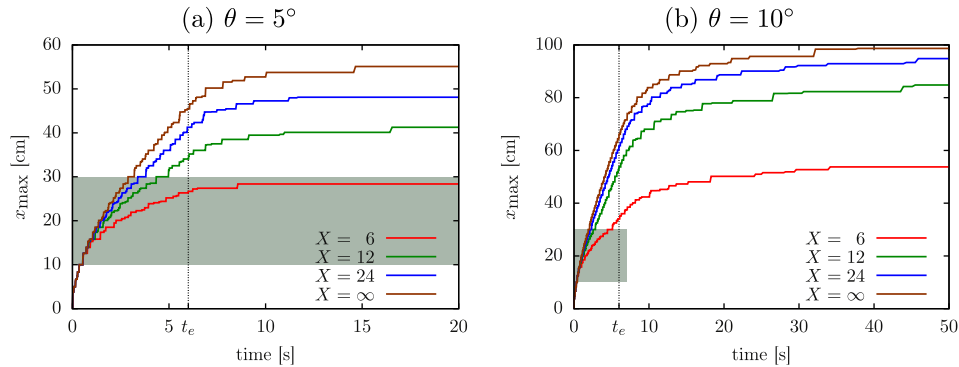 (a) θ = 5°
60
50
40
30
20
10
0
x_max [cm]
X = 6
X = 12
X = 24
X = ∞
0 5 t_e 10 15 20
time [s]
(b) θ = 10°
100
80
60
40
20
0
x_max [cm]
X = 6
X = 12
X = 24
X = ∞
0 t_e 10 20 30 40 50
time [s]